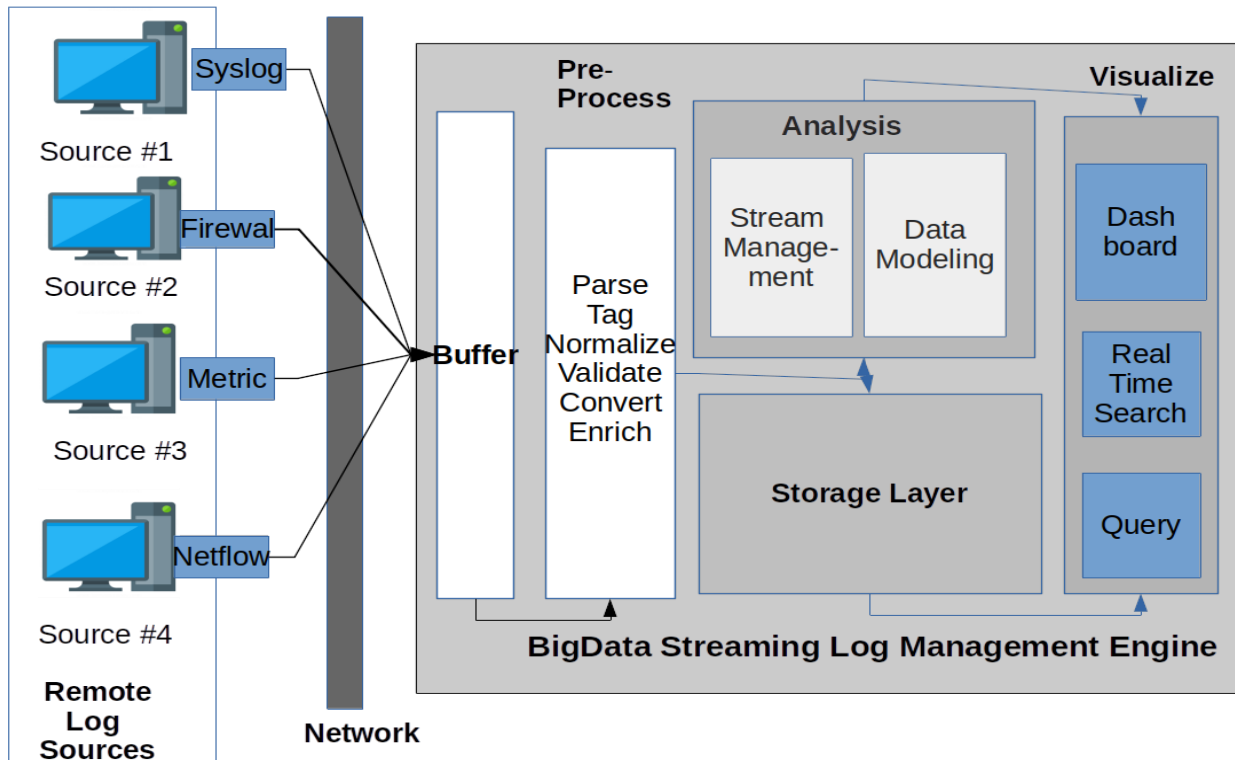 Syslog
Source #1
Firewal
Source #2
Metric
Source #3
Netflow
Source #4
Remote
Log
Sources
Network
Buffer
Pre-
Process
Parse
Tag
Normalize
Validate
Convert
Enrich
Analysis
Stream
Manage-
ment
Data
Modeling
Storage Layer
Visualize
Dash
board
Real
Time
Search
Query
BigData Streaming Log Management Engine